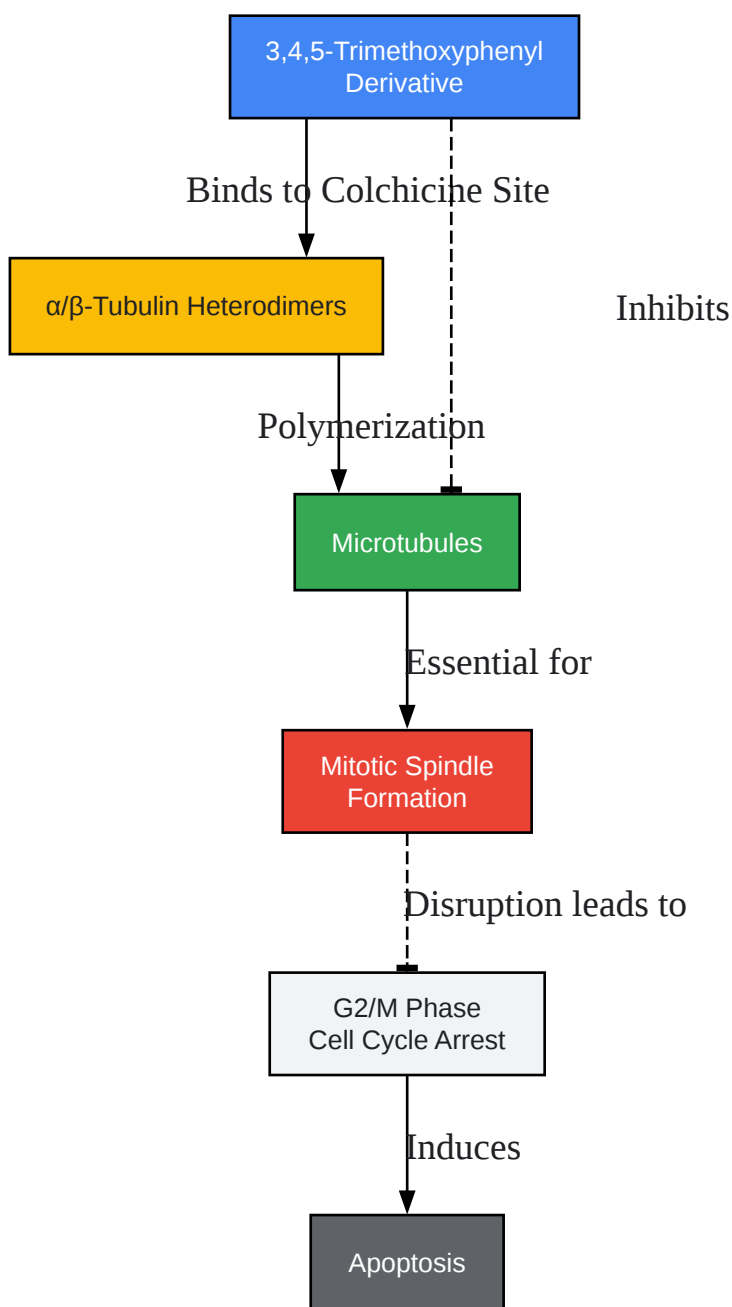 3,4,5-Trimethoxyphenyl
Derivative
Binds to Colchicine Site
α/β-Tubulin Heterodimers
Inhibits
Polymerization
Microtubules
Essential for
Mitotic Spindle
Formation
Disruption leads to
G2/M Phase
Cell Cycle Arrest
Induces
Apoptosis